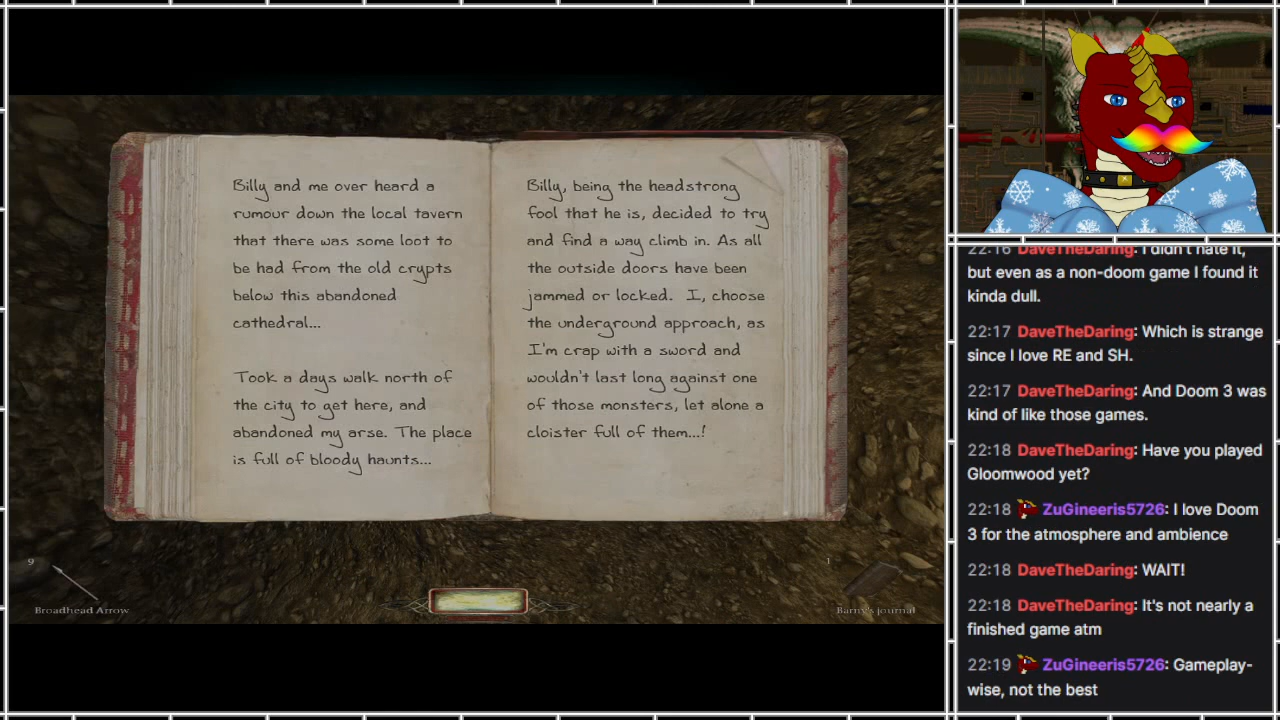 Billy and me over heard a
rumour down the local tavern
that there was some loot to
be had from the old crypts
below this abandoned
cathedral...
Took a days walk north of
the city to get here, and
abandoned my arse. The place
is full of bloody haunts...
Billy, being the headstrong
fool that he is, decided to try
and find a way climb in. As all
the outside doors have been
jammed or locked. I, choose
the underground approach, as
I'm crap with a sword and
wouldn't last long against one
of those monsters, let alone a
cloister full of them...!
9
Broadhead Arrow
1
Barny's journal
22:16 DaveTheDaring: I didn't hate it,
but even as a non-doom game I found it
kinda dull.
22:17 DaveTheDaring: Which is strange
since I love RE and SH.
22:17 DaveTheDaring: And Doom 3 was
kind of like those games.
22:18 DaveTheDaring: Have you played
Gloomwood yet?
22:18 ZuGineeris5726: I love Doom
3 for the atmosphere and ambience
22:18 DaveTheDaring: WAIT!
22:18 DaveTheDaring: It's not nearly a
finished game atm
22:19 ZuGineeris5726: Gameplay-
wise, not the best